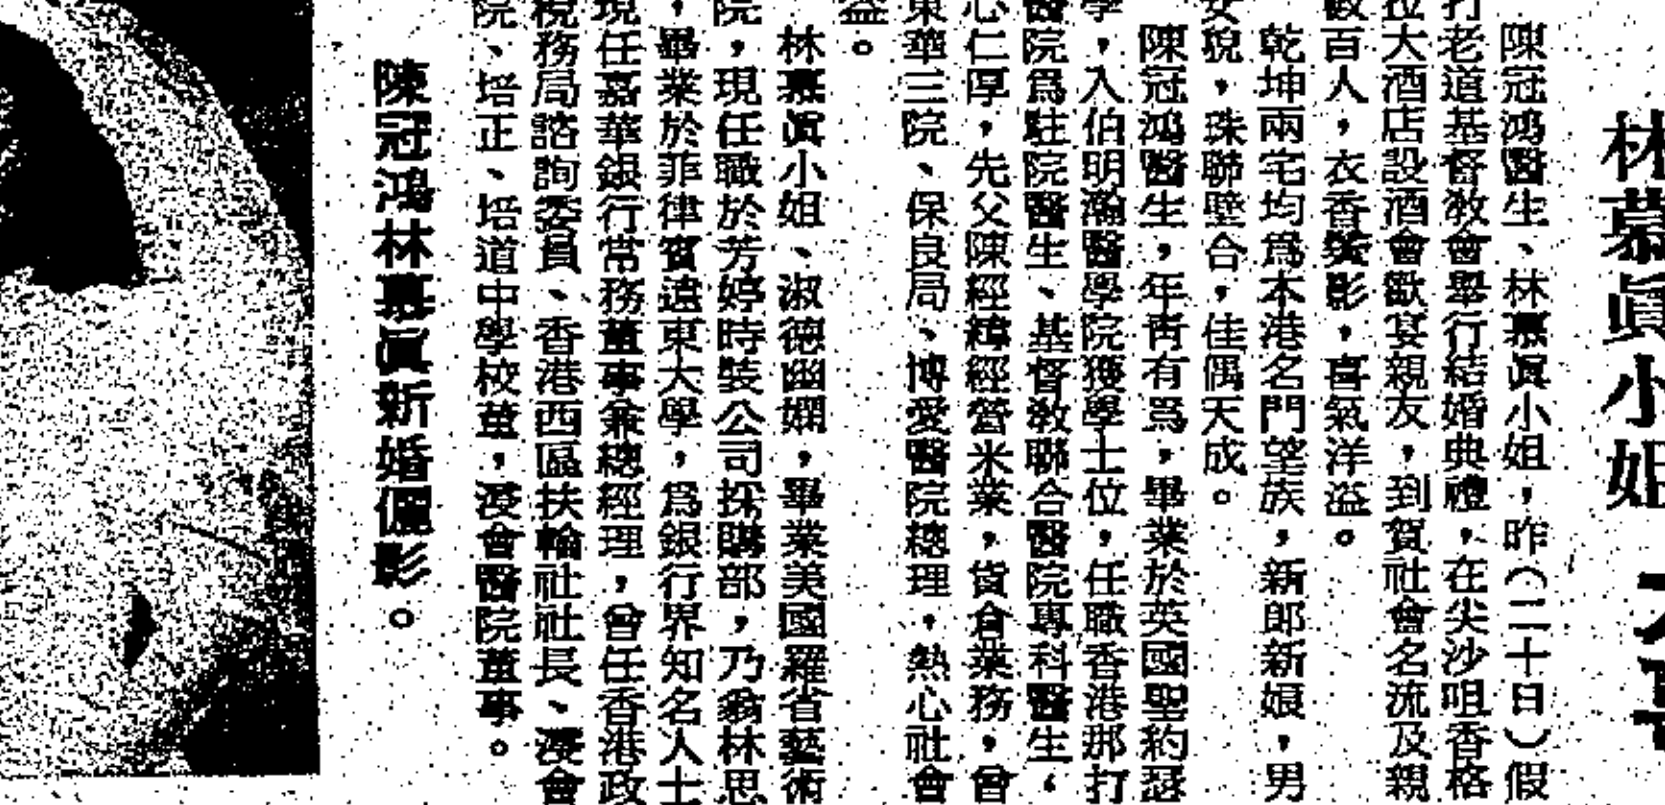 林慕眞小姐
陳冠鴻醫生、林慕眞小姐，昨（二十日）假
打老道基督敎會舉行結婚典禮，在尖沙咀香格
拉大酒店設酒會歡宴親友，到賀社會名流及親
數百人，衣香鬓影，喜氣洋溢。
乾坤兩宅均爲本港名門望族，新郎新娘，男
女貌，珠聯璧合，佳偶天成。
陳冠鴻醫生，年靑有爲，畢業於英國聖約瑟
學，入伯明瀚醫學院獲學士位，任職香港那打
醫院爲駐院醫生、基督敎聯合醫院專科醫生，
心仁厚，先父陳經緯經營米業，貨倉業務，曾
東華三院、保良局、博愛醫院總理，熱心社會
益。
林慕眞小姐、淑德幽嫻，畢業美國羅省藝術
院，現任職於芳婷時裝公司採購部，乃翁林思
，畢業於菲律賓遠東大學，爲銀行界知名人士
現任嘉華銀行常務董事兼總經理，曾任香港政
稅務局諮詢委員、香港西區扶輪社社長、浸會
院、培正、培道中學校董，浸會醫院董事。
陳冠鴻林慕眞新婚儷影。